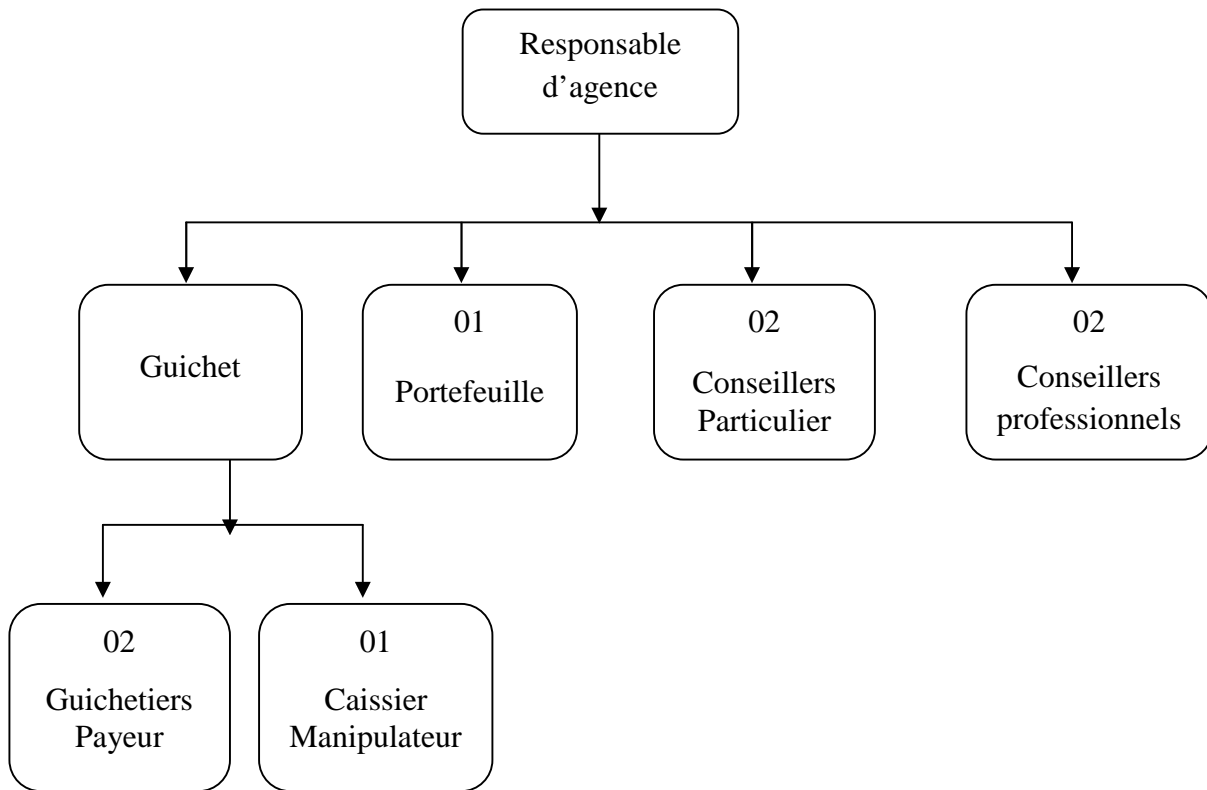 Responsable
d’agence
Guichet
01
Portefeuille
02
Conseillers
Particulier
02
Conseillers
professionnels
02
Guichetiers
Payeur
01
Caissier
Manipulateur